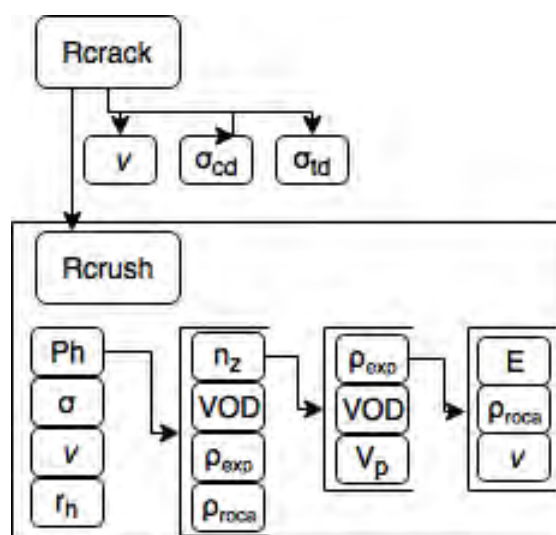 Rcrack
ν σcd σtd
Rcrush
Ph nz ρexp E
σ VOD VOD ρroca
ν ρexp Vp ν
rh ρroca